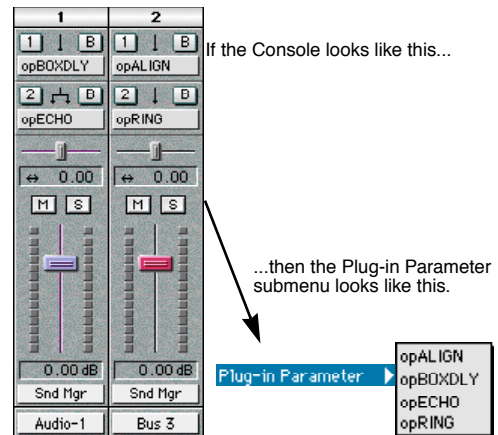 1 2
1 B 1 B
opBOXDLY opALIGN
If the Console looks like this...
2 B 2 B
opECHO opRING
↔ 0.00 ↔ 0.00
M S M S
...then the Plug-in Parameter
submenu looks like this.
0.00 dB 0.00 dB
Snd Mgr Snd Mgr
Audio-1 Bus 3
Plug-in Parameter
opALIGN
opBOXDLY
opECHO
opRING